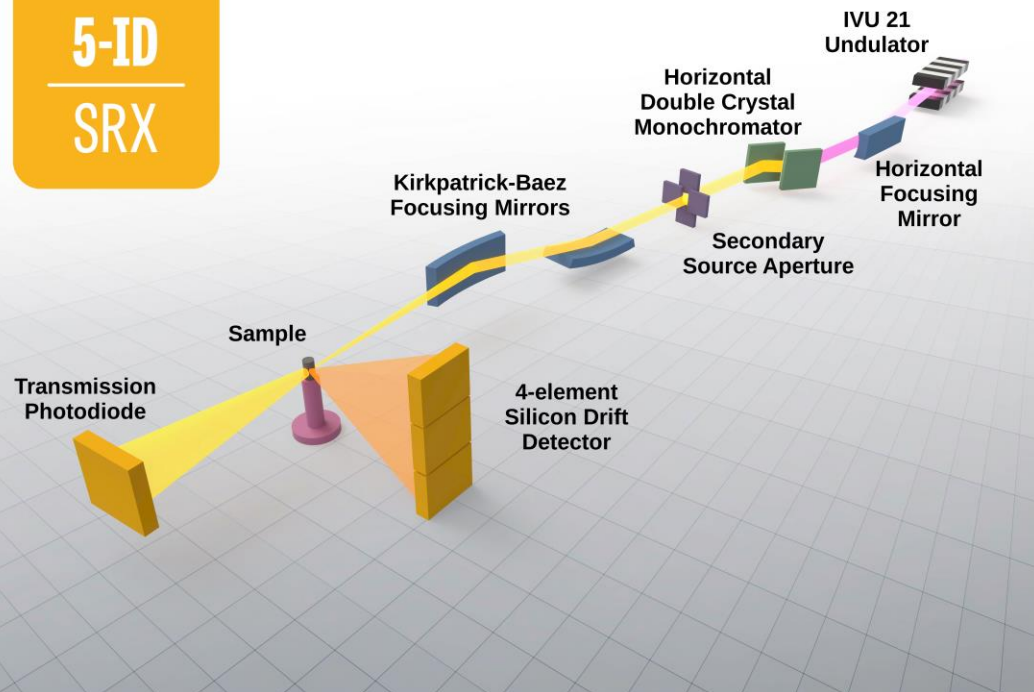 5-ID
SRX
IVU 21
Undulator
Horizontal
Double Crystal
Monochromator
Horizontal
Focusing
Mirror
Kirkpatrick-Baez
Focusing Mirrors
Secondary
Source Aperture
Sample
Transmission
Photodiode
4-element
Silicon Drift
Detector